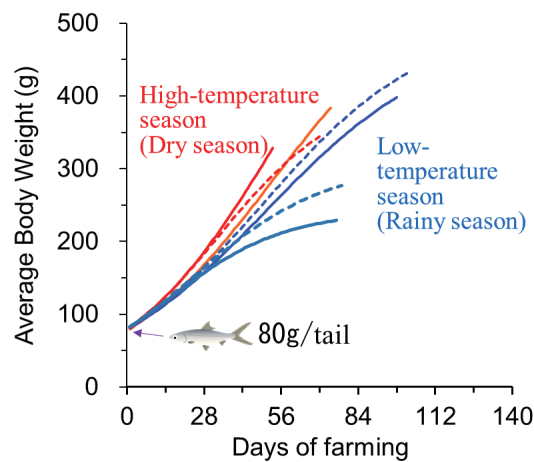 500
400
300
200
100
0
Average Body Weight (g)
High-temperature
season
(Dry season)
Low-
temperature
season
(Rainy season)
80g/tail
0 28 56 84 112 140
Days of farming